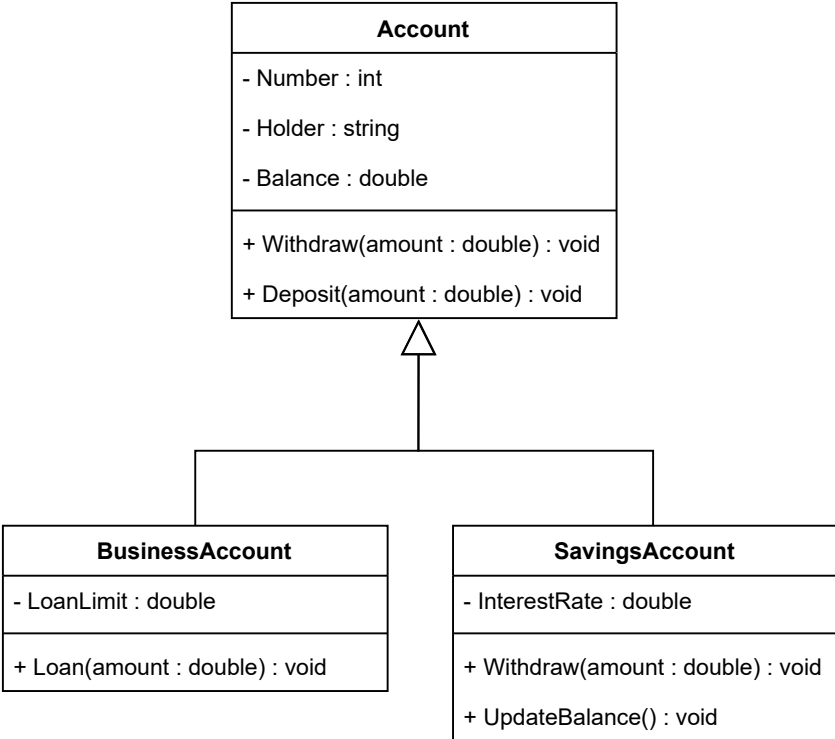 Account
- Number : int
- Holder : string
- Balance : double
+ Withdraw(amount : double) : void
+ Deposit(amount : double) : void
BusinessAccount
- LoanLimit : double
+ Loan(amount : double) : void
SavingsAccount
- InterestRate : double
+ Withdraw(amount : double) : void
+ UpdateBalance() : void